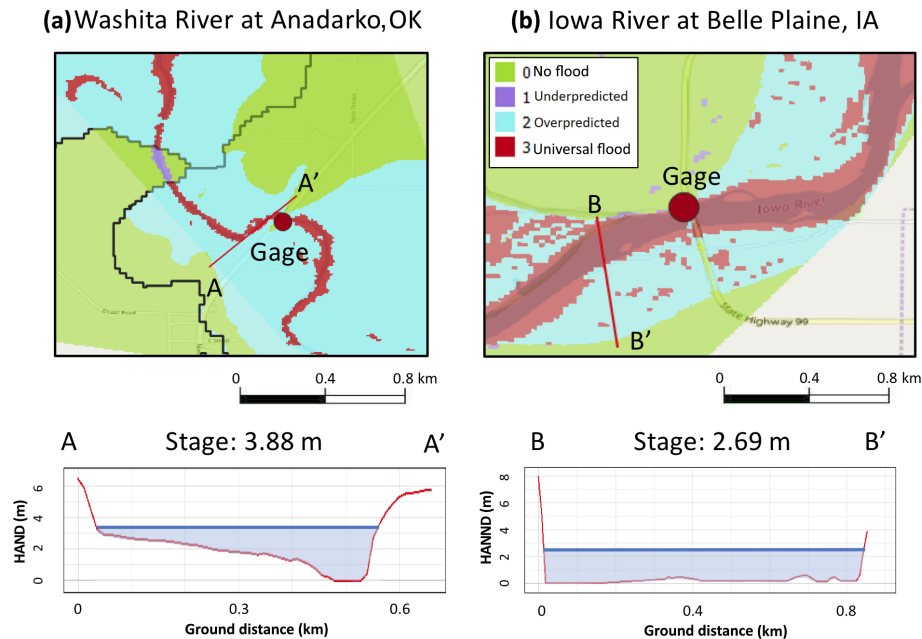 (a) Washita River at Anadarko,OK
(b) Iowa River at Belle Plaine, IA
A'
Gage
A
0 No flood
1 Underpredicted
2 Overpredicted
3 Universal flood
Gage
B
Iowa River
State Highway 99
B'
0 0.4 0.8 km
0 0.4 0.8 km
A Stage: 3.88 m A'
HAND (m)
6
4
2
0
0 0.3 0.6
Ground distance (km)
B Stage: 2.69 m B'
HANND (m)
8
6
4
2
0
0 0.4 0.8
Ground distance (km)